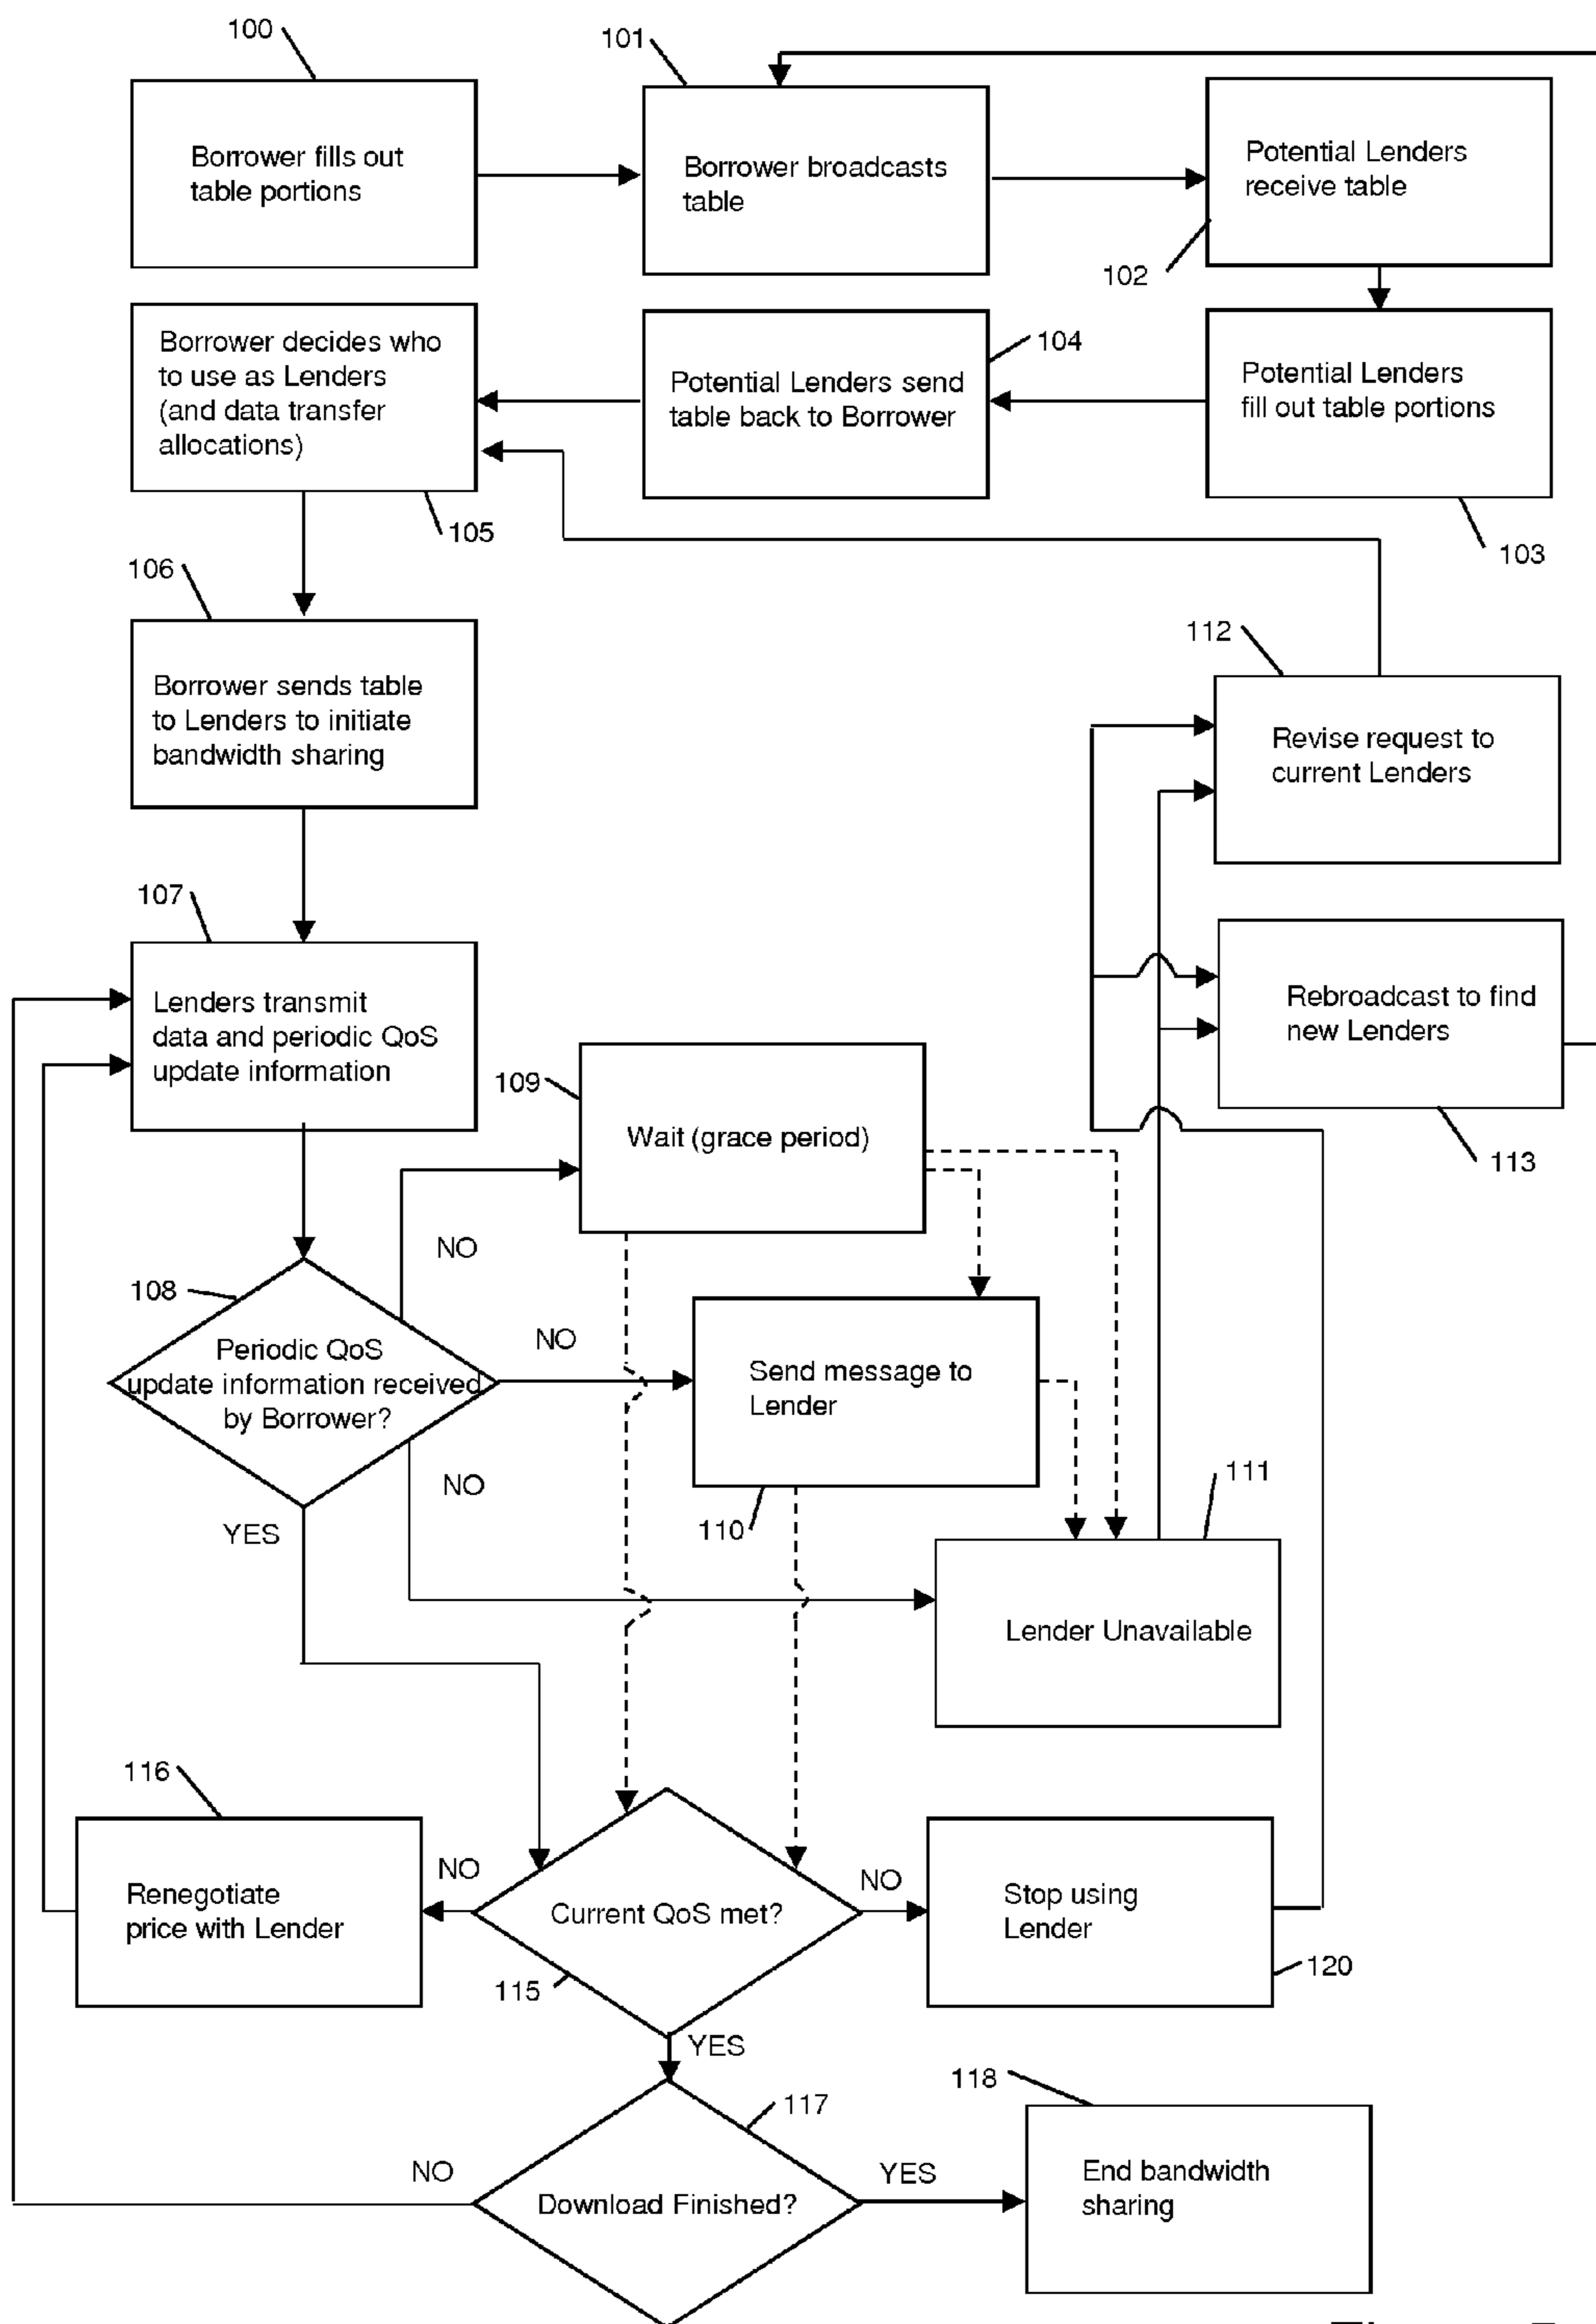 100
101
Borrower fills out
table portions
Borrower broadcasts
table
Potential Lenders
receive table
102
Borrower decides who
to use as Lenders
(and data transfer
allocations)
104
Potential Lenders send
table back to Borrower
Potential Lenders
fill out table portions
105
103
106
112
Borrower sends table
to Lenders to initiate
bandwidth sharing
Revise request to
current Lenders
107
Lenders transmit
data and periodic QoS
update information
Rebroadcast to find
new Lenders
109
Wait (grace period)
113
NO
108
NO
Periodic QoS
update information received
by Borrower?
Send message to
Lender
NO
111
YES
110
Lender Unavailable
116
NO
NO
Renegotiate
price with Lender
Current QoS met?
Stop using
Lender
115
120
YES
118
117
NO
YES
End bandwidth
sharing
Download Finished?